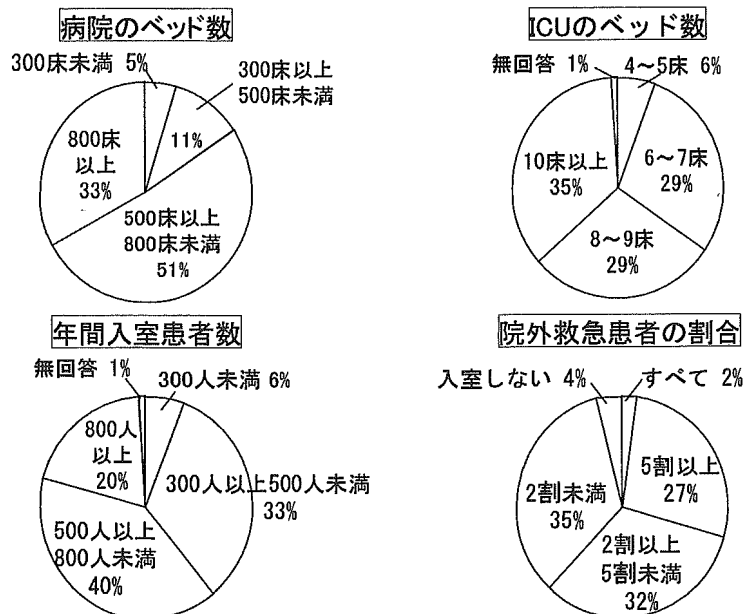 病院のベッド数
300床未満 5%
300床以上
500床未満
11%
500床以上
800床未満
51%
800床
以上
33%
ICUのベッド数
無回答 1%
4～5床 6%
6～7床
29%
8～9床
29%
10床以上
35%
年間入室患者数
無回答 1%
300人未満 6%
300人以上500人未満
33%
500人以上
800人未満
40%
800人
以上
20%
院外救急患者の割合
入室しない 4%
すべて 2%
5割以上
27%
2割以上
5割未満
32%
2割未満
35%